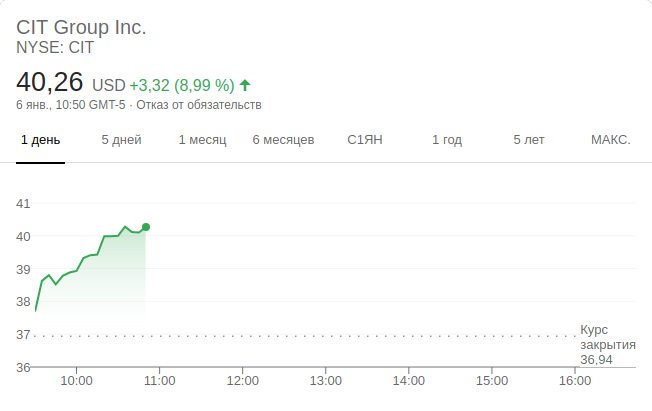 CIT Group Inc.
NYSE: CIT
40,26 USD +3,32 (8,99 %)
6 янв., 10:50 GMT-5 · Отказ от обязательств
1 день 5 дней 1 месяц 6 месяцев С1ЯН 1 год 5 лет МАКС.
41
40
39
38
37
36
Курс
закрытия
36,94
10:00 11:00 12:00 13:00 14:00 15:00 16:00